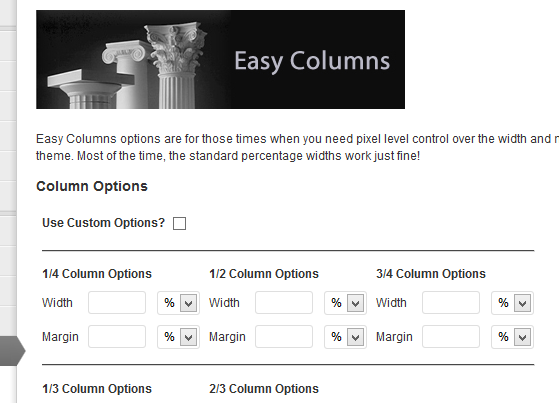 Easy Columns
Easy Columns options are for those times when you need pixel level control over the width and
theme. Most of the time, the standard percentage widths work just fine!
Column Options
Use Custom Options?
1/4 Column Options 1/2 Column Options 3/4 Column Options
Width % Width % Width %
Margin % Margin % Margin %
1/3 Column Options 2/3 Column Options